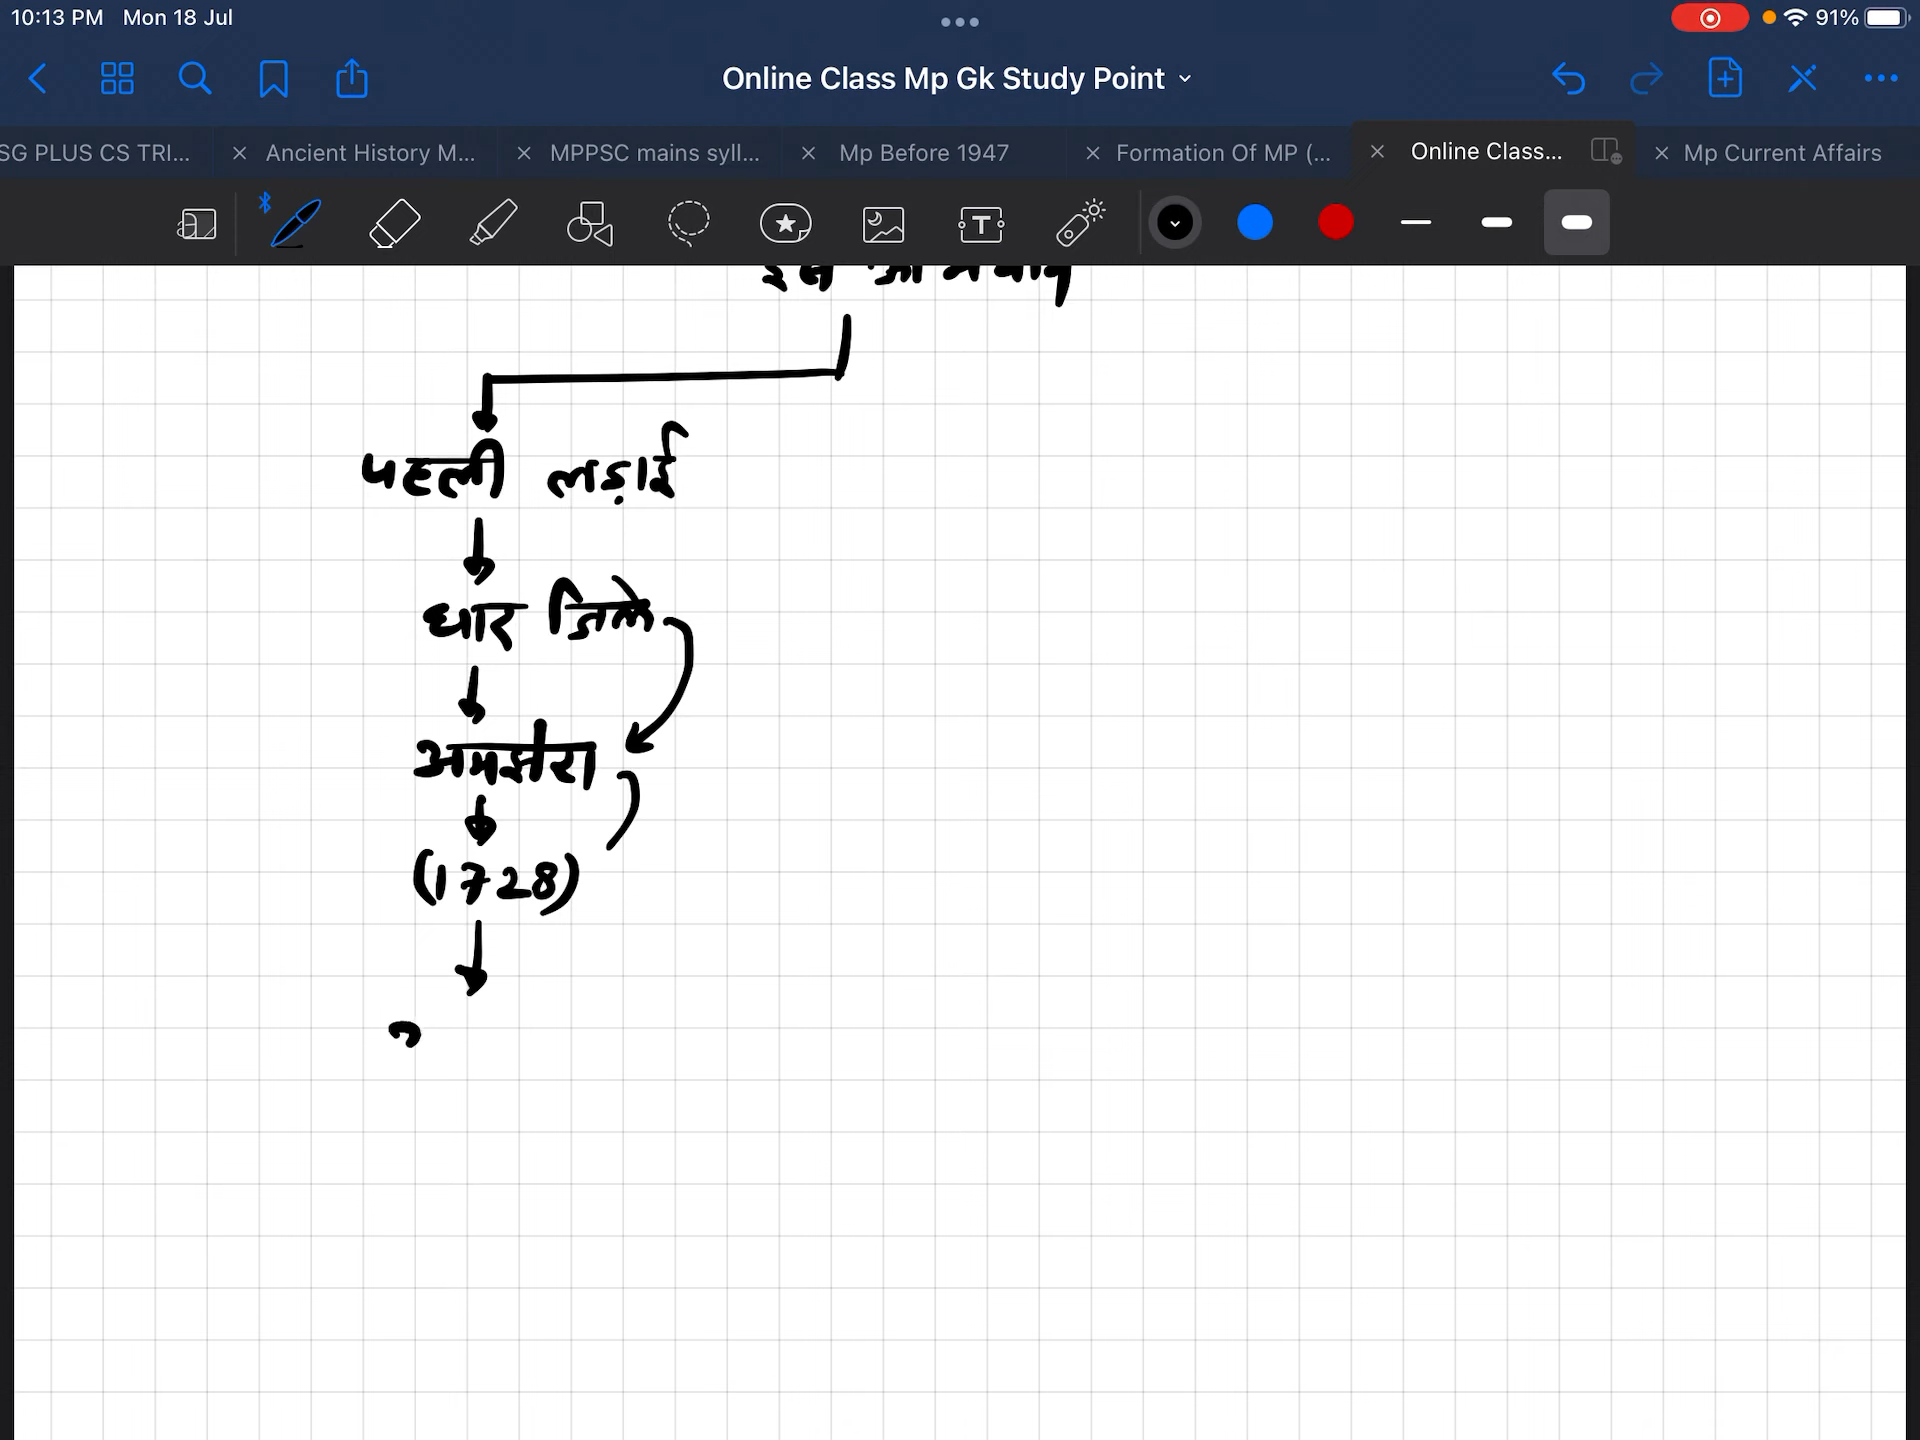 10:13 PM Mon 18 Jul
91%
Online Class Mp Gk Study Point
SG PLUS CS TRI...
Ancient History M...
MPPSC mains syll...
Mp Before 1947
Formation Of MP (...
Online Class...
Mp Current Affairs
पहली लड़ाई
धार जिले
अमझेरा
(1728)